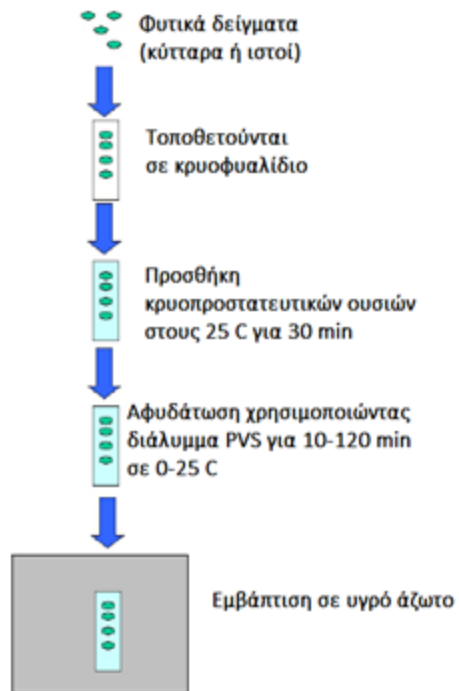 Φυτικά δείγματα
(κύτταρα ή ιστοί)
Τοποθετούνται
σε κρυοφυαλίδιο
Προσθήκη
κρυοπροστατευτικών ουσιών
στους 25 C για 30 min
Αφυδάτωση χρησιμοποιώντας
διάλυμμα PVS για 10-120 min
σε 0-25 C
Εμβάπτιση σε υγρό άζωτο